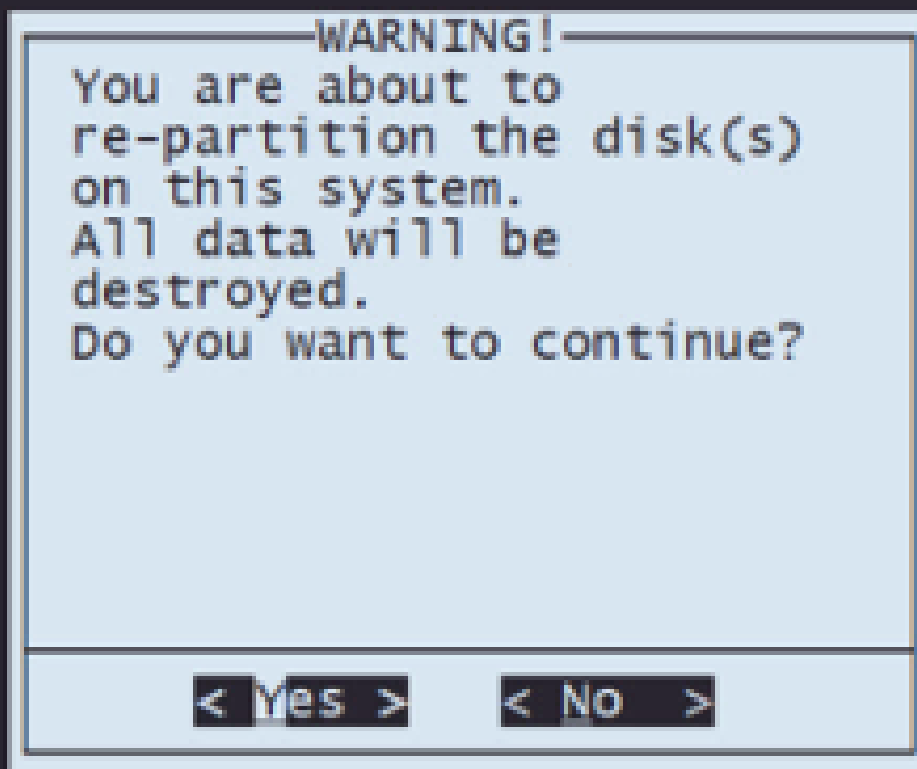 WARNING!
You are about to
re-partition the disk(s)
on this system.
All data will be
destroyed.
Do you want to continue?
< Yes > < No >